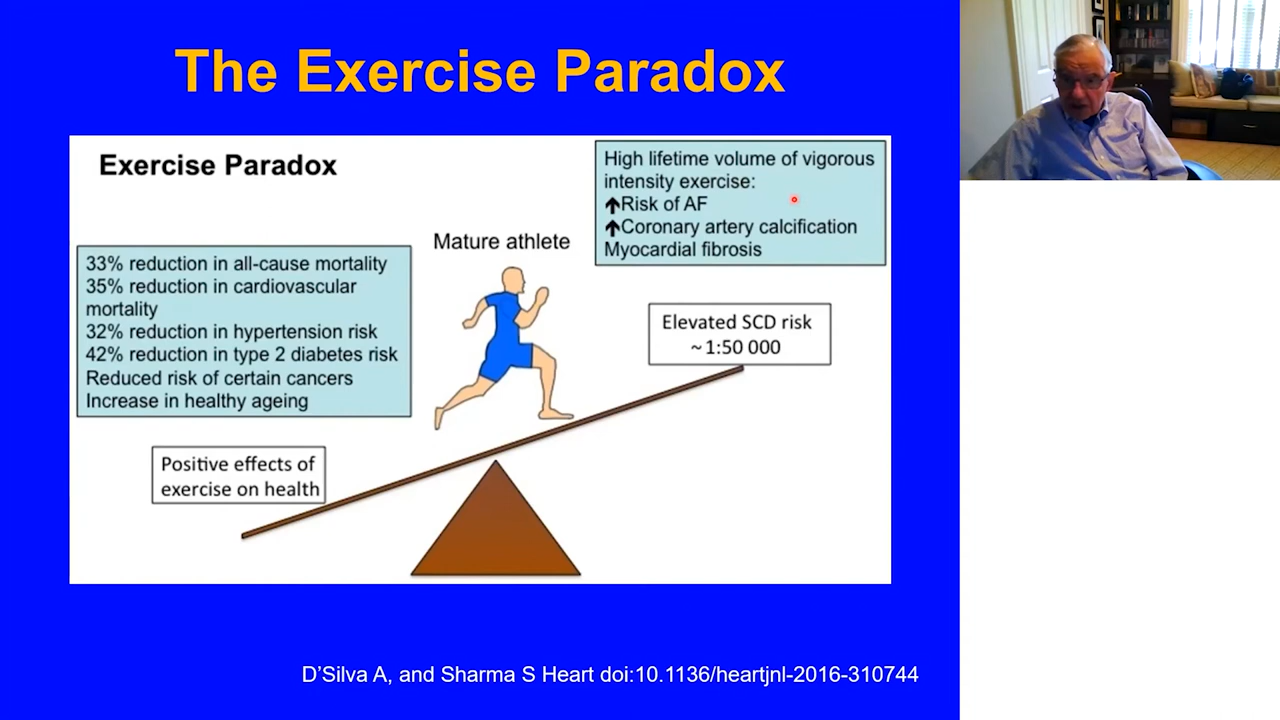 The Exercise Paradox
Exercise Paradox
High lifetime volume of vigorous
intensity exercise:
↑Risk of AF
↑Coronary artery calcification
Myocardial fibrosis
Mature athlete
33% reduction in all-cause mortality
35% reduction in cardiovascular
mortality
32% reduction in hypertension risk
42% reduction in type 2 diabetes risk
Reduced risk of certain cancers
Increase in healthy ageing
Elevated SCD risk
~ 1:50 000
Positive effects of
exercise on health
D’Silva A, and Sharma S Heart doi:10.1136/heartjnl-2016-310744